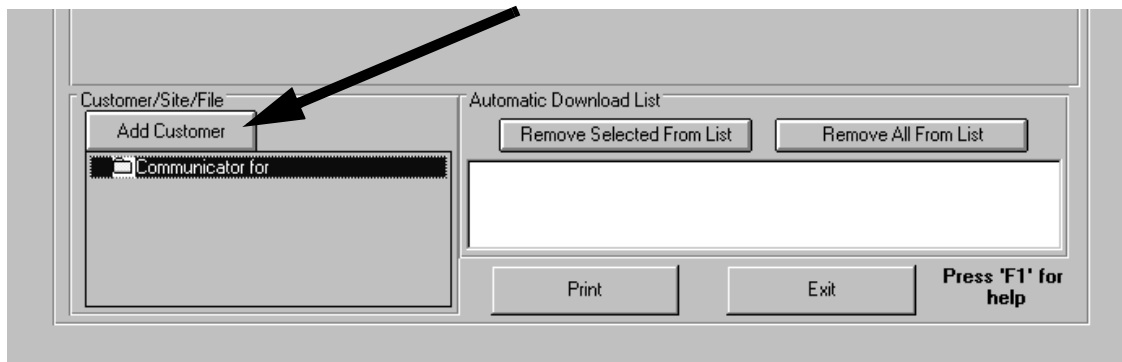 Customer/Site/File
Add Customer
Communicator for
Automatic Download List
Remove Selected From List
Remove All From List
Print
Exit
Press 'F1' for
help